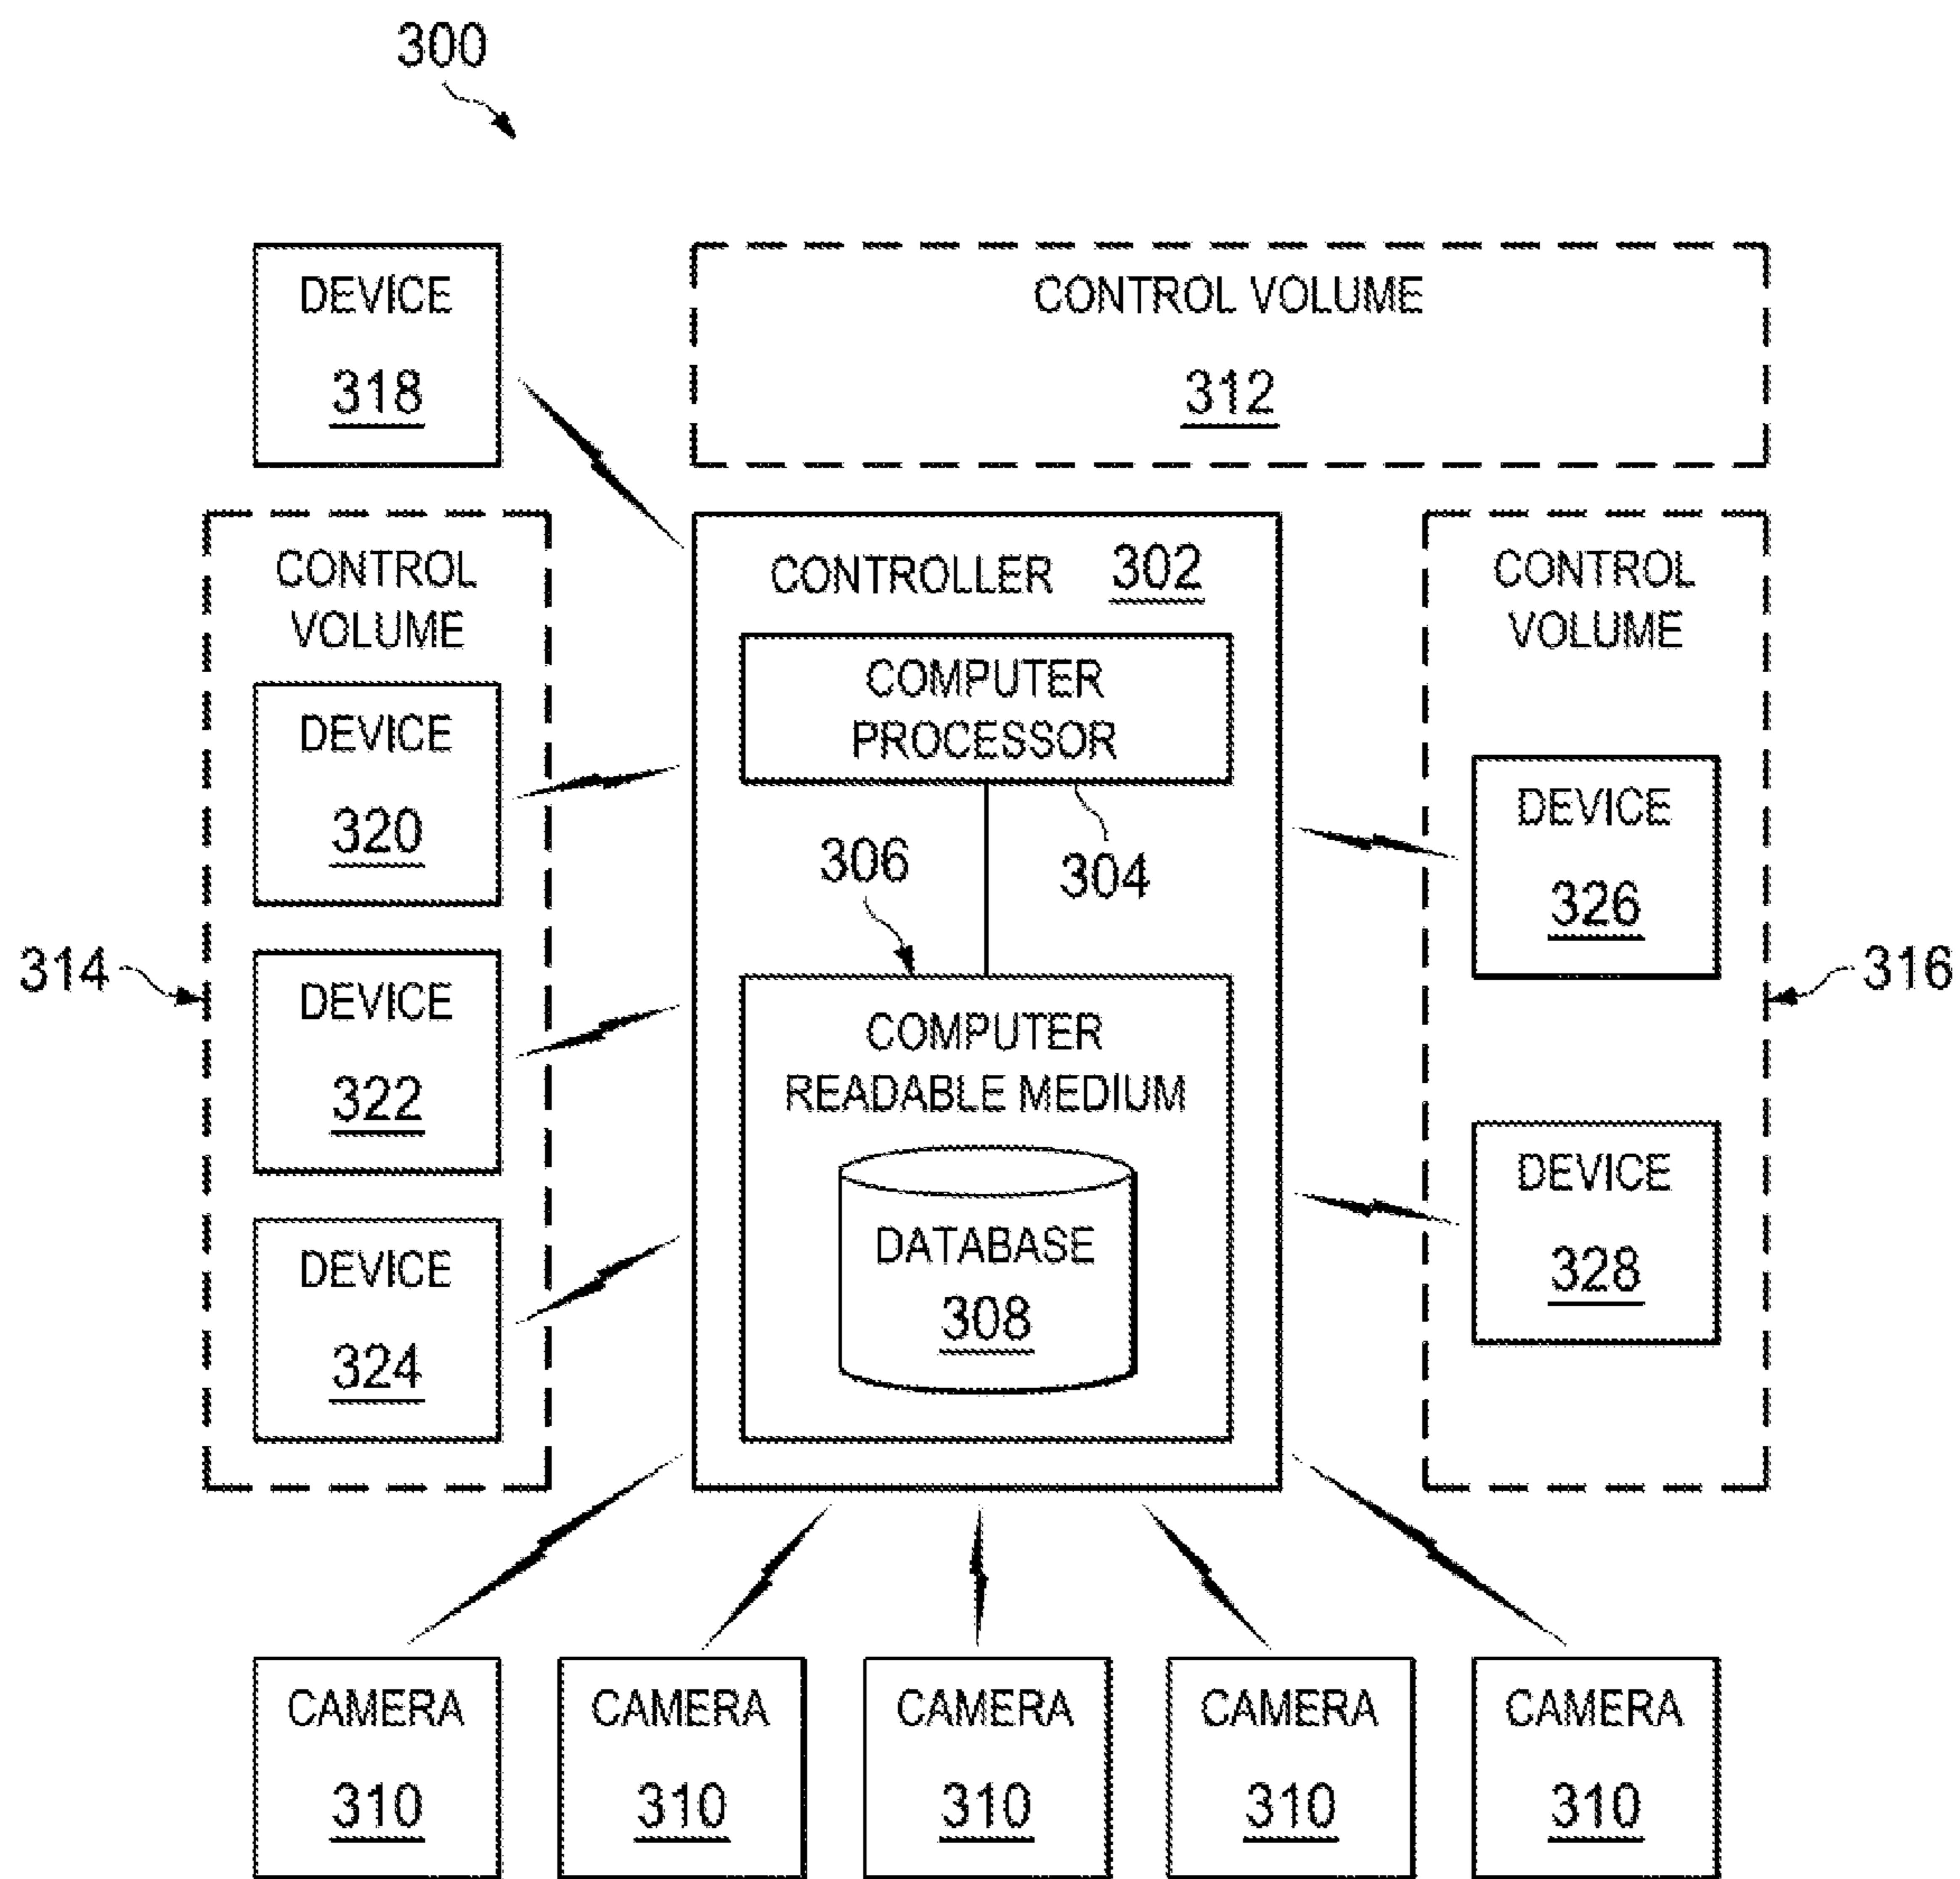 300
DEVICE
318
CONTROL VOLUME
312
CONTROL
VOLUME
314
DEVICE
320
DEVICE
322
DEVICE
324
CONTROLLER 302
COMPUTER
PROCESSOR
304
306
COMPUTER
READABLE MEDIUM
DATABASE
308
CONTROL
VOLUME
316
DEVICE
326
DEVICE
328
CAMERA
310
CAMERA
310
CAMERA
310
CAMERA
310
CAMERA
310